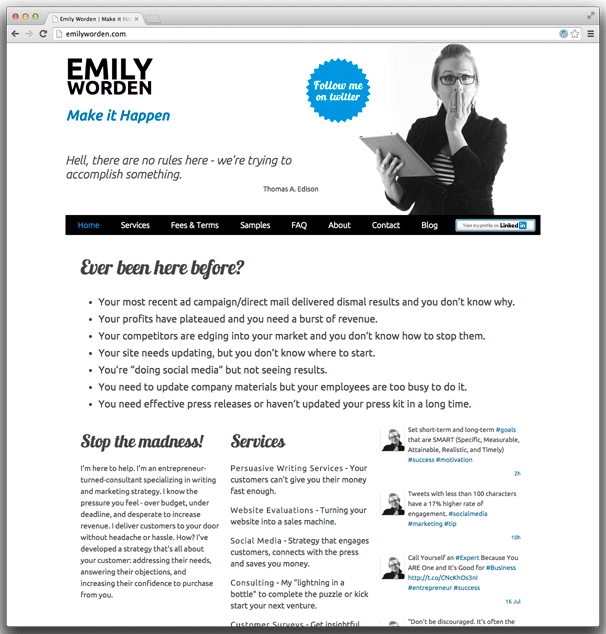 Emily Worden | Make it Ha
emilyworden.com
EMILY
WORDEN
Make it Happen
Follow me
on twitter
Hell, there are no rules here - we're trying to
accomplish something.
Thomas A. Edison
Home Services Fees & Terms Samples FAQ About Contact Blog View my profile on LinkedIn
Ever been here before?
• Your most recent ad campaign/direct mail delivered dismal results and you don't know why.
• Your profits have plateaued and you need a burst of revenue.
• Your competitors are edging into your market and you don't know how to stop them.
• Your site needs updating, but you don't know where to start.
• You're "doing social media" but not seeing results.
• You need to update company materials but your employees are too busy to do it.
• You need effective press releases or haven't updated your press kit in a long time.
Stop the madness!
I'm here to help. I'm an entrepreneur-
turned-consultant specializing in writing
and marketing strategy. I know the
pressure you feel - over budget, under
deadline, and desperate to increase
revenue. I deliver customers to your door
without headache or hassle. How? I've
developed a strategy that's all about
your customer: addressing their needs,
answering their objections, and
increasing their confidence to purchase
from you.
Services
Persuasive Writing Services - Your
customers can't give you their money
fast enough.
Website Evaluations - Turning your
website into a sales machine.
Social Media - Strategy that engages
customers, connects with the press
and saves you money.
Consulting - My "lightning in a
bottle" to complete the puzzle or kick
start your next venture.
Customer Surveys - Get insightful
Set short-term and long-term #goals
that are SMART (Specific, Measurable,
Attainable, Realistic, and Timely)
#success #motivation
2h
Tweets with less than 100 characters
have a 17% higher rate of
engagement. #socialmedia
#marketing #tip
10h
Call Yourself an #Expert Because You
ARE One and It's Good for #Business
http://t.co/CNcKhOs3nI
#entrepreneur #success
16 Jul
"Don't be discouraged. It's often the